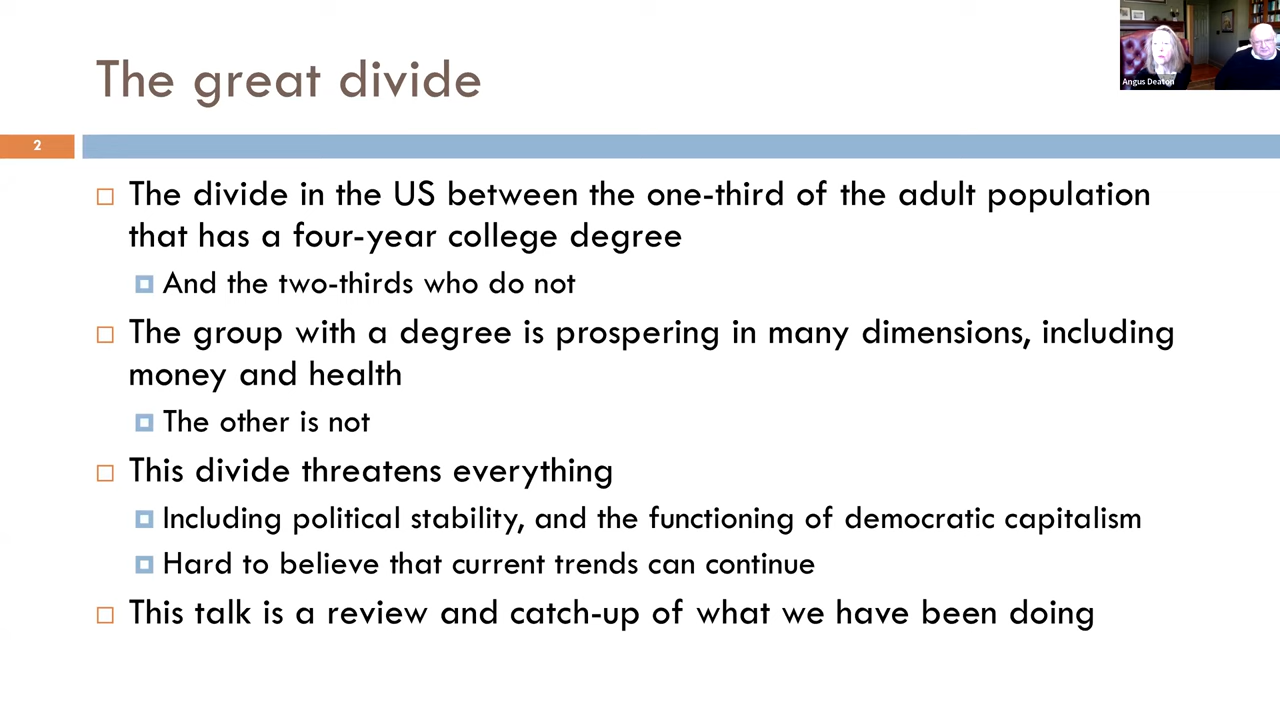 The great divide
Angus Deaton
2
The divide in the US between the one-third of the adult population
that has a four-year college degree
And the two-thirds who do not
The group with a degree is prospering in many dimensions, including
money and health
The other is not
This divide threatens everything
Including political stability, and the functioning of democratic capitalism
Hard to believe that current trends can continue
This talk is a review and catch-up of what we have been doing